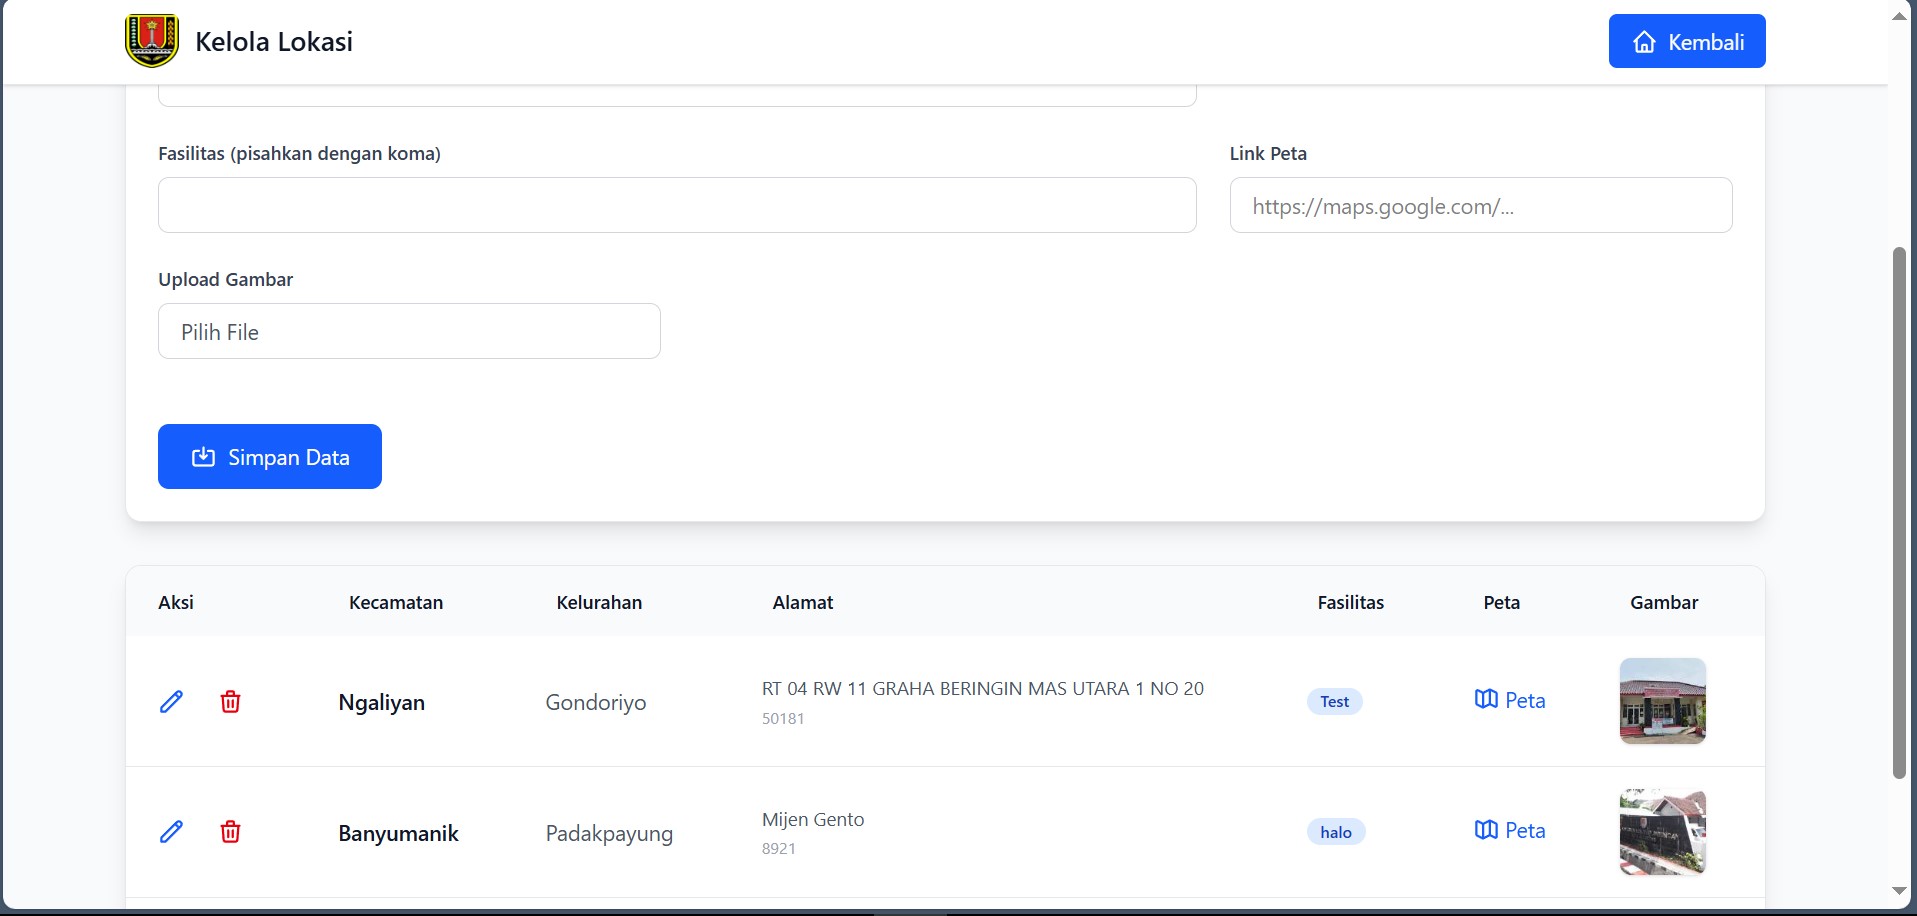 Kelola Lokasi
Kembali
Fasilitas (pisahkan dengan koma)
Link Peta
https://maps.google.com/...
Upload Gambar
Pilih File
Simpan Data
Aksi Kecamatan Kelurahan Alamat Fasilitas Peta Gambar
Ngaliyan Gondoriyo RT 04 RW 11 GRAHA BERINGIN MAS UTARA 1 NO 20 Test Peta
50181
Banyumanik Padakpayung Mijen Gento halo Peta
8921